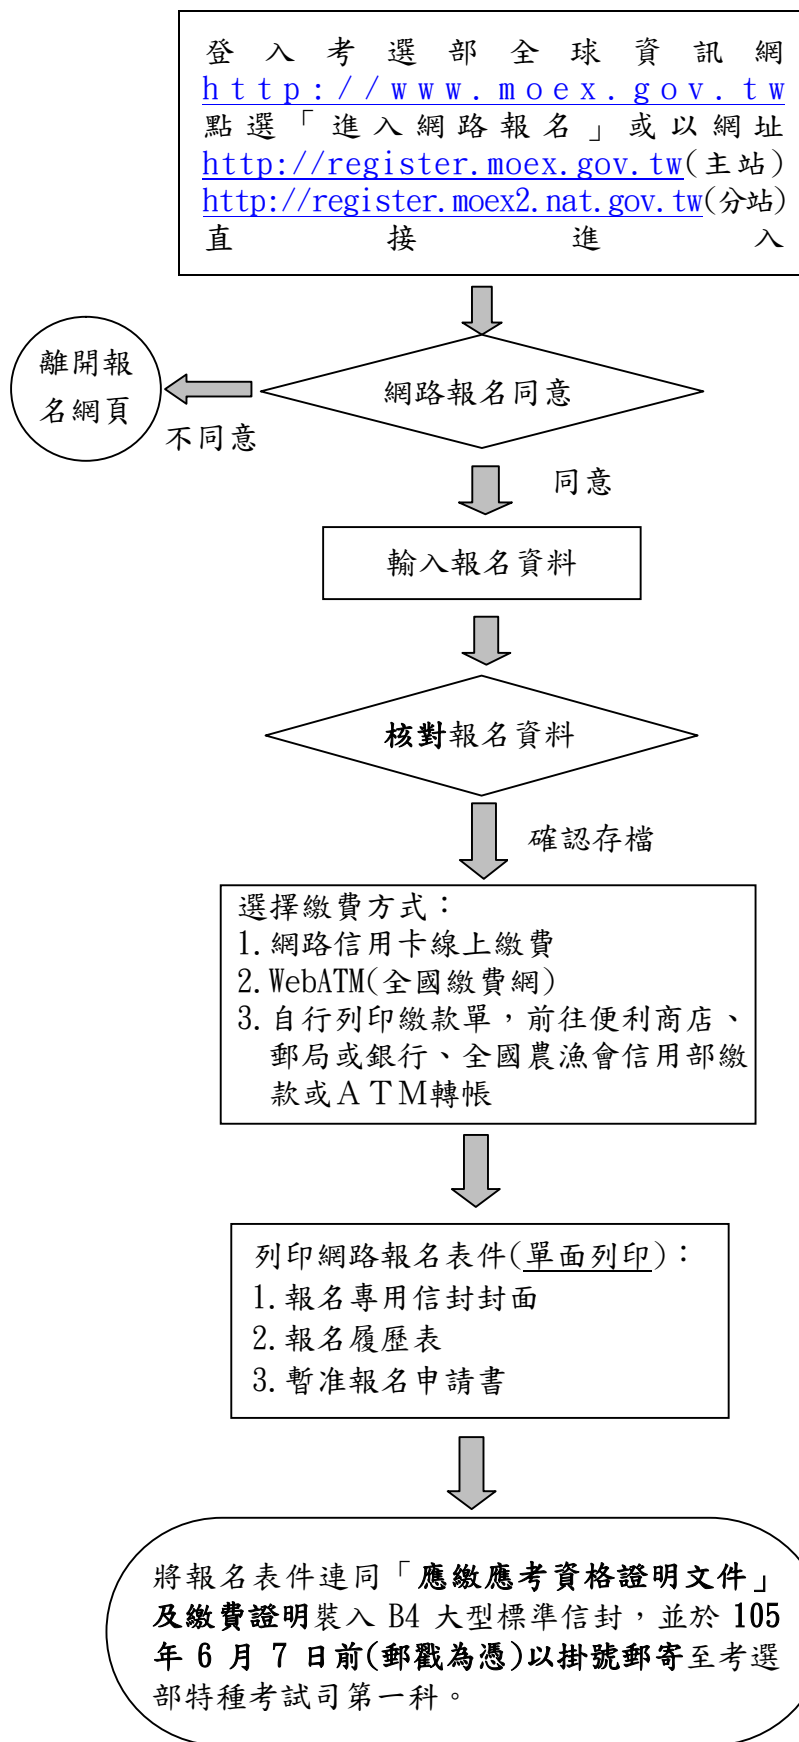 登入考選部全球資訊網
http://www.moex.gov.tw
點選「進入網路報名」或以網址
http://register.moex.gov.tw(主站)
http://register.moex2.nat.gov.tw(分站)
直接進入
離開報
名網頁
網路報名同意
不同意
同意
輸入報名資料
核對報名資料
確認存檔
選擇繳費方式：
1.網路信用卡線上繳費
2.WebATM(全國繳費網)
3.自行列印繳款單，前往便利商店、
郵局或銀行、全國農漁會信用部繳
款或ＡＴＭ轉帳
列印網路報名表件(單面列印)：
1.報名專用信封封面
2.報名履歷表
3.暫准報名申請書
將報名表件連同「應繳應考資格證明文件」
及繳費證明裝入 B4 大型標準信封，並於 105
年 6 月 7 日前(郵戳為憑)以掛號郵寄至考選
部特種考試司第一科。